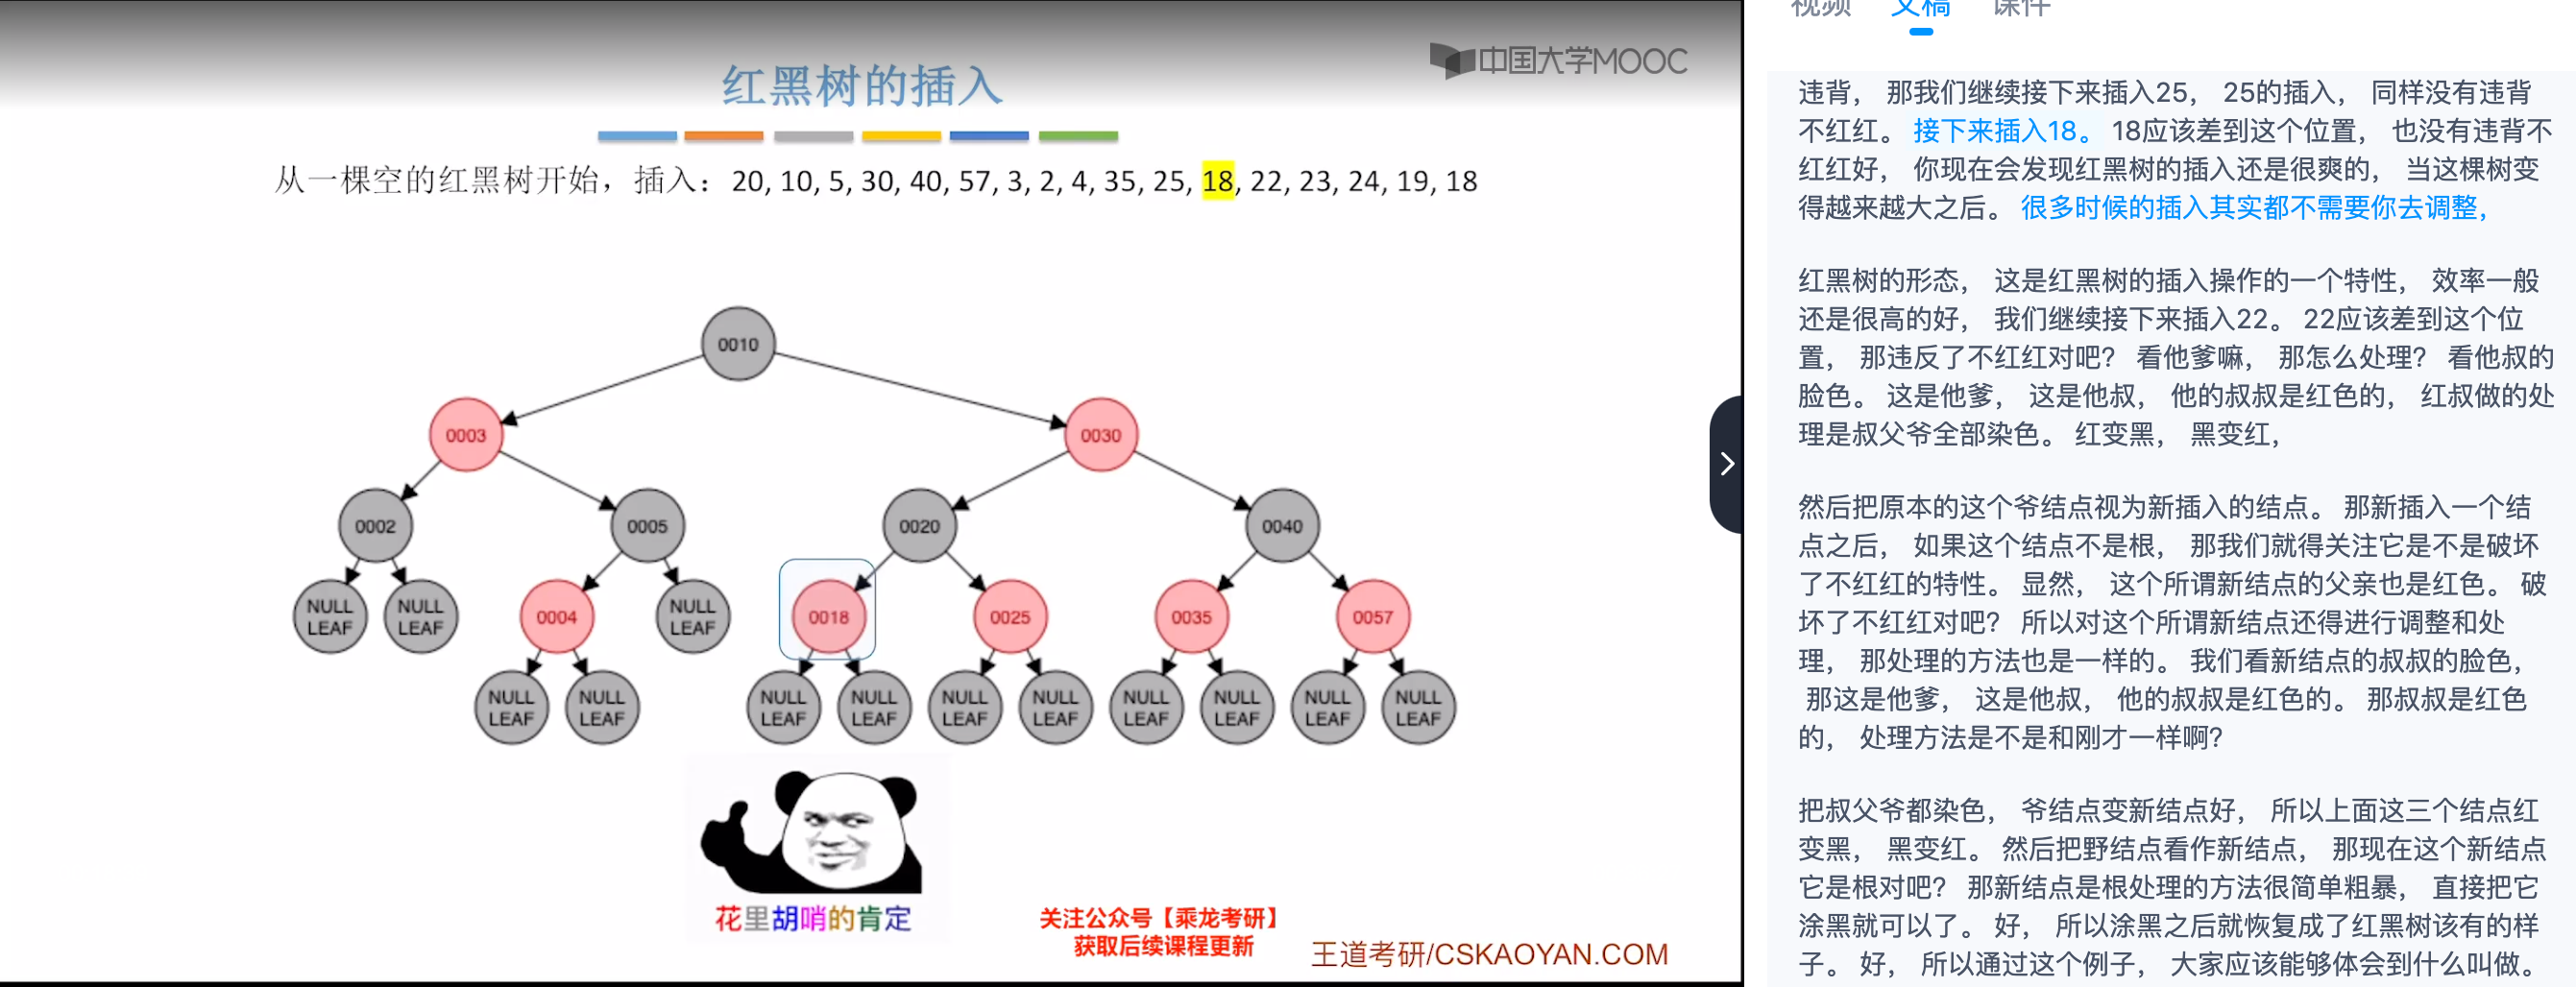 中国大学MOOC
红黑树的插入
从一棵空的红黑树开始，插入：20, 10, 5, 30, 40, 57, 3, 2, 4, 35, 25, 18, 22, 23, 24, 19, 18
0010
0003
0030
0002
0005
0020
0040
NULL LEAF
NULL LEAF
0004
NULL LEAF
0018
0025
0035
0057
NULL LEAF
NULL LEAF
NULL LEAF
NULL LEAF
NULL LEAF
NULL LEAF
NULL LEAF
NULL LEAF
NULL LEAF
NULL LEAF
花里胡哨的肯定
关注公众号【乘龙考研】
获取后续课程更新
王道考研/CSKAOYAN.COM
视频 文稿 课件
违背， 那我们继续接下来插入25， 25的插入， 同样没有违背
不红红。 接下来插入18。 18应该差到这个位置， 也没有违背不
红红好， 你现在会发现红黑树的插入还是很爽的， 当这棵树变
得越来越大之后。 很多时候的插入其实都不需要你去调整，
红黑树的形态， 这是红黑树的插入操作的一个特性， 效率一般
还是很高的好， 我们继续接下来插入22。 22应该差到这个位
置， 那违反了不红红对吧？ 看他爹嘛， 那怎么处理？ 看他叔的
脸色。 这是他爹， 这是他叔， 他的叔叔是红色的， 红叔做的处
理是叔父爷全部染色。 红变黑， 黑变红，
然后把原本的这个爷结点视为新插入的结点。 那新插入一个结
点之后， 如果这个结点不是根， 那我们就得关注它是不是破坏
了不红红的特性。 显然， 这个所谓新结点的父亲也是红色。 破
坏了不红红对吧？ 所以对这个所谓新结点还得进行调整和处
理， 那处理的方法也是一样的。 我们看新结点的叔叔的脸色，
那这是他爹， 这是他叔， 他的叔叔是红色的。 那叔叔是红色
的， 处理方法是不是和刚才一样啊？
把叔父爷都染色， 爷结点变新结点好， 所以上面这三个结点红
变黑， 黑变红。 然后把野结点看作新结点， 那现在这个新结点
它是根对吧？ 那新结点是根处理的方法很简单粗暴， 直接把它
涂黑就可以了。 好， 所以涂黑之后就恢复成了红黑树该有的样
子。 好， 所以通过这个例子， 大家应该能够体会到什么叫做。